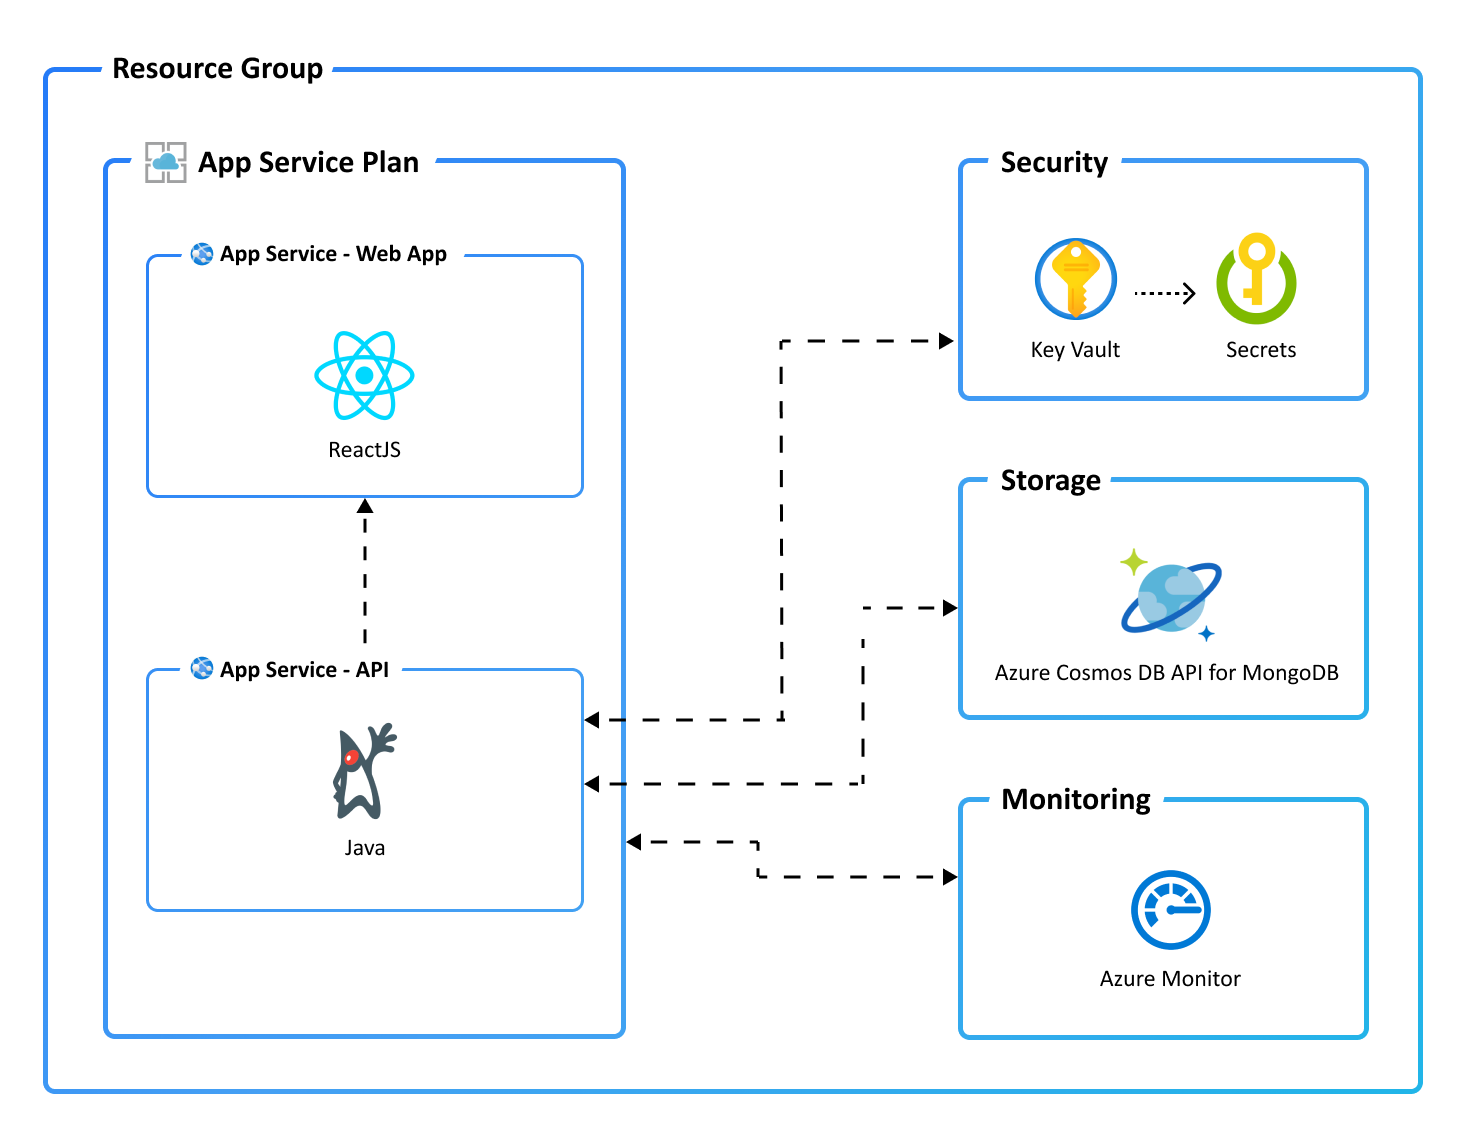 Resource Group
App Service Plan
App Service - Web App
ReactJS
App Service - API
Java
Security
Key Vault
Secrets
Storage
Azure Cosmos DB API for MongoDB
Monitoring
Azure Monitor